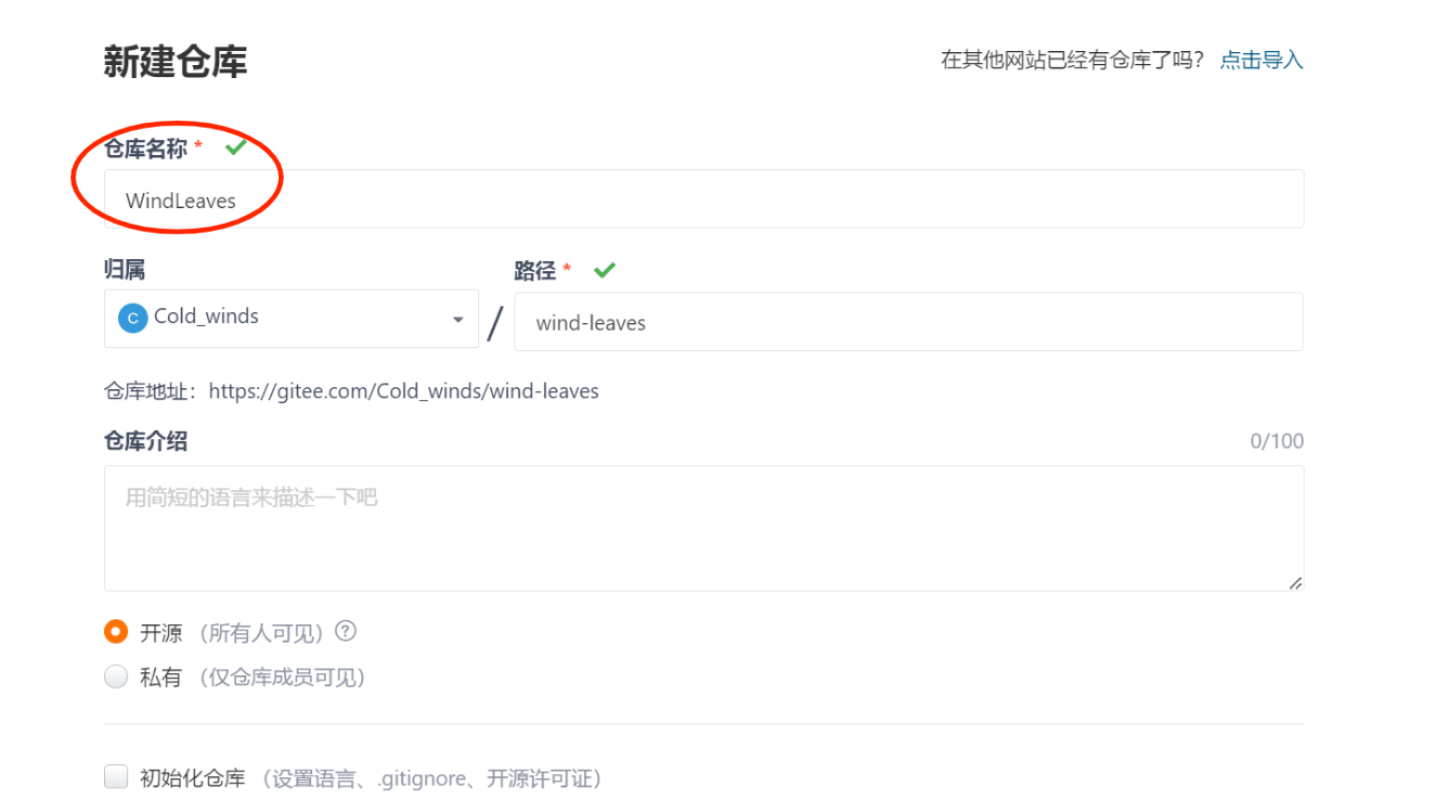 新建仓库
在其他网站已经有仓库了吗? 点击导入
仓库名称 *
WindLeaves
归属
路径 *
C Cold_winds / wind-leaves
仓库地址：https://gitee.com/Cold_winds/wind-leaves
仓库介绍 0/100
用简短的语言来描述一下吧
开源 （所有人可见） ?
私有 （仅仓库成员可见）
初始化仓库 （设置语言、.gitignore、开源许可证）